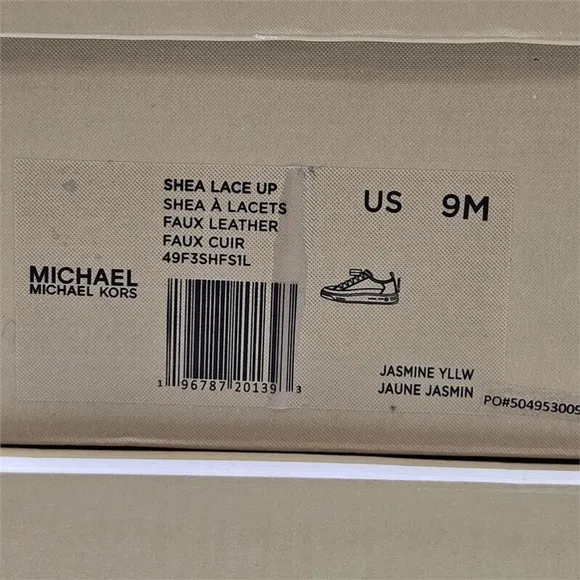 SHEA LACE UP
SHEA À LACETS
FAUX LEATHER
FAUX CUIR
49F3SHFS1L
US 9M
MICHAEL
MICHAEL KORS
1 96787 20139 3
JASMINE YLLW
JAUNE JASMIN
PO#504953009